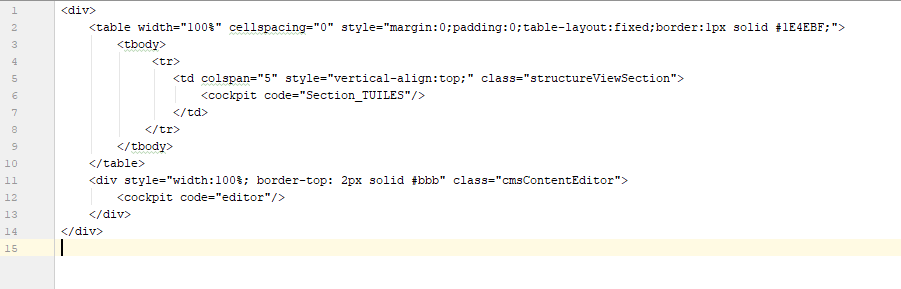 1 <div>
2     <table width="100%" cellspacing="0" style="margin:0;padding:0;table-layout:fixed;border:1px solid #1E4EBF;">
3         <tbody>
4              <tr>
5                 <td colspan="5" style="vertical-align:top;" class="structureViewSection">
6                     <cockpit code="Section_TUILES"/>
7                 </td>
8             </tr>
9         </tbody>
10     </table>
11     <div style="width:100%; border-top: 2px solid #bbb" class="cmsContentEditor">
12         <cockpit code="editor"/>
13     </div>
14 </div>
15